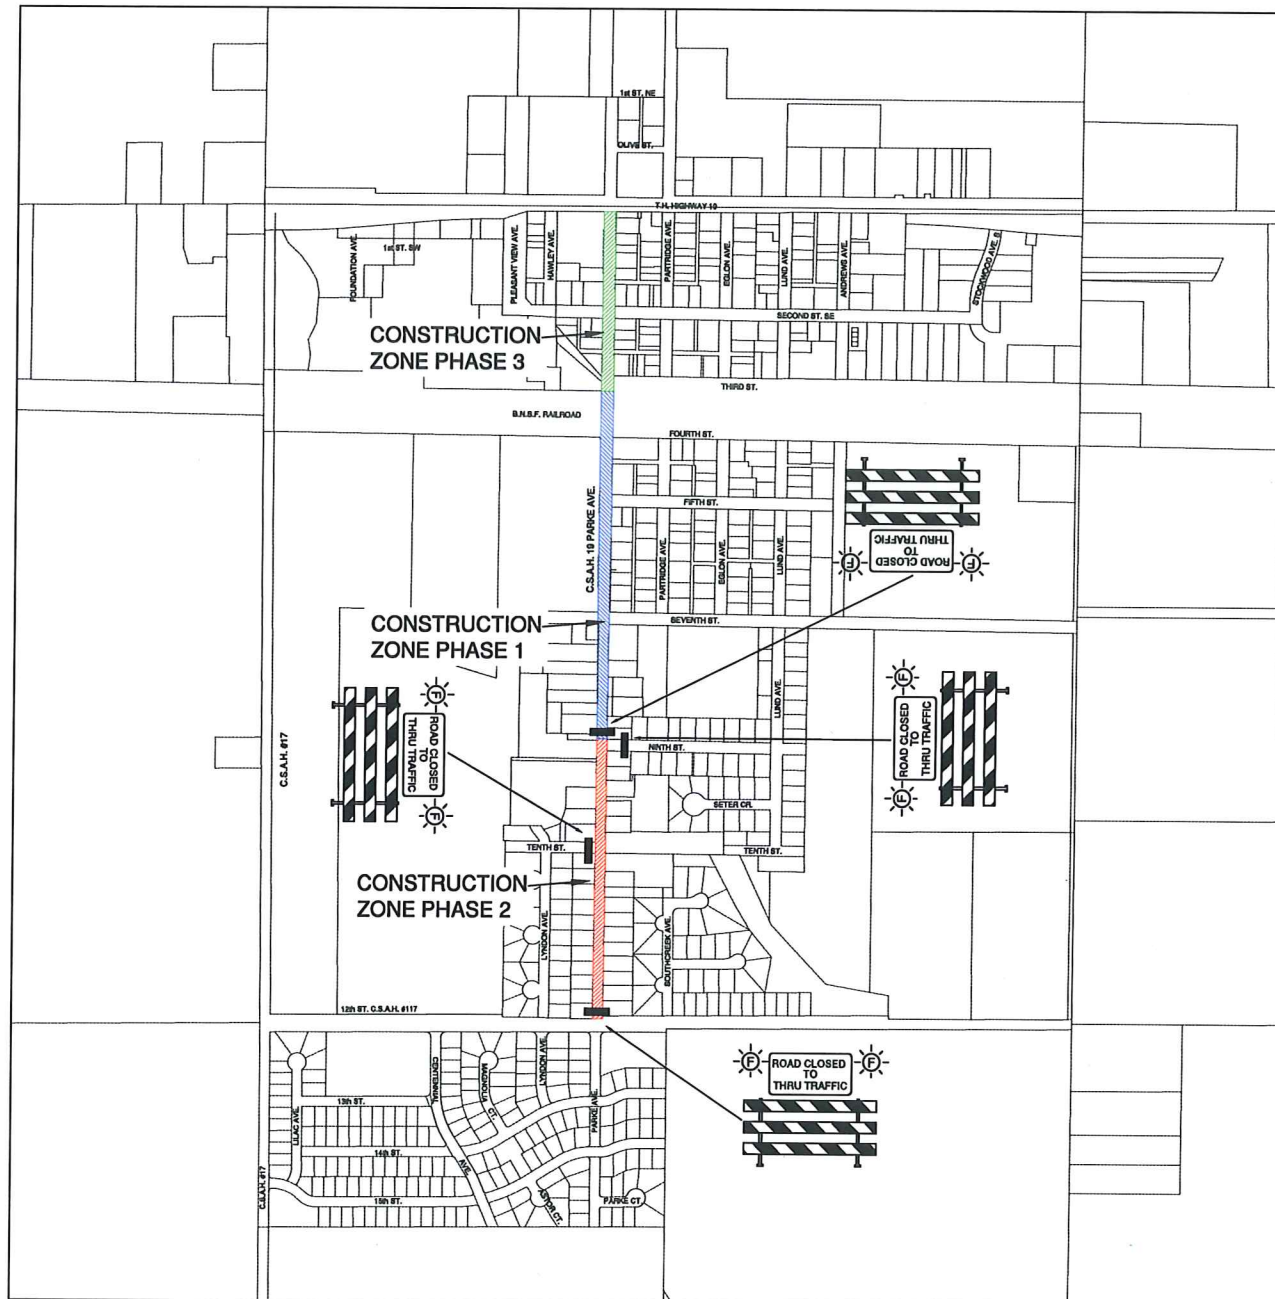 1st ST. NE
OLIVE ST.
T.H. HIGHWAY 10
FOUNDATION AVE.
1st ST. SW
PLEASANT VIEW AVE.
HAWLEY AVE.
PARTRIDGE AVE.
EGLON AVE.
LUND AVE.
ANDREWS AVE.
STOCKWOOD AVE. S
SECOND ST. SE
CONSTRUCTION
ZONE PHASE 3
THIRD ST.
B.N.S.F. RAILROAD
FOURTH ST.
C.S.A.H. 19 PARKE AVE.
FIFTH ST.
PARTRIDGE AVE.
EGLON AVE.
LUND AVE.
F
ROAD CLOSED
TO
THRU TRAFFIC
F
CONSTRUCTION
ZONE PHASE 1
SEVENTH ST.
LUND AVE.
F
ROAD CLOSED
TO
THRU TRAFFIC
F
C.S.A.H. #17
F
ROAD CLOSED
TO
THRU TRAFFIC
F
NINTH ST.
SETER CR.
TENTH ST.
TENTH ST.
CONSTRUCTION
ZONE PHASE 2
LYNDON AVE.
SOUTHCREEK AVE.
12th ST. C.S.A.H. #117
F
ROAD CLOSED
TO
THRU TRAFFIC
F
CENTENNIAL
AVE.
MAGNOLIA
CT.
LYNDON AVE.
PARKE AVE.
13th ST.
LILAC AVE.
14th ST.
15th ST.
C.S.A.H. #17
ASTOR CT.
PARKE CT.